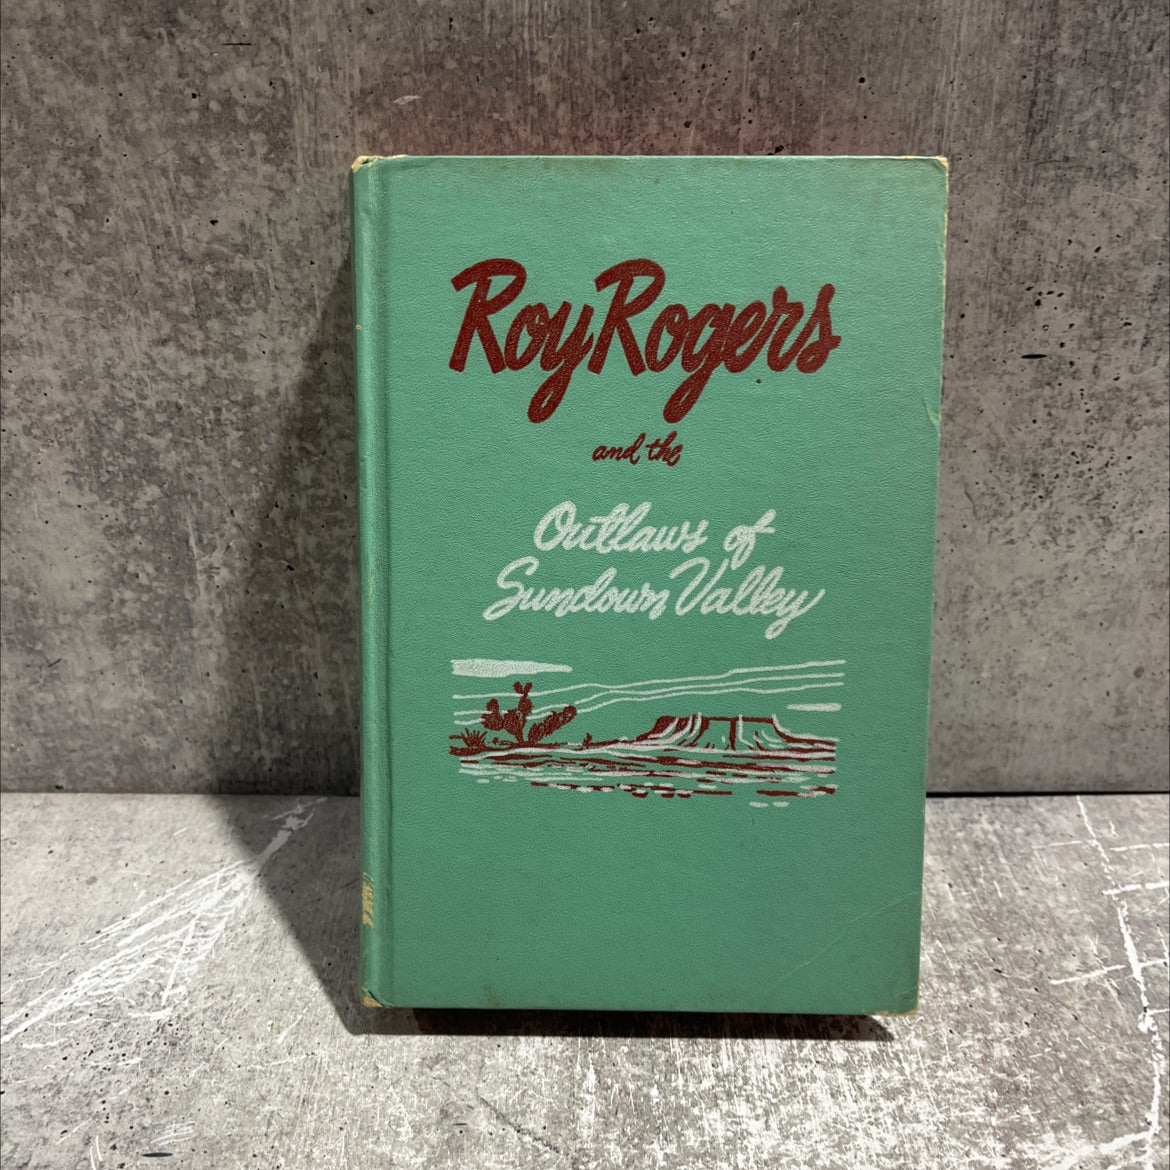 Roy Rogers
and the
Outlaws of
Sundown Valley